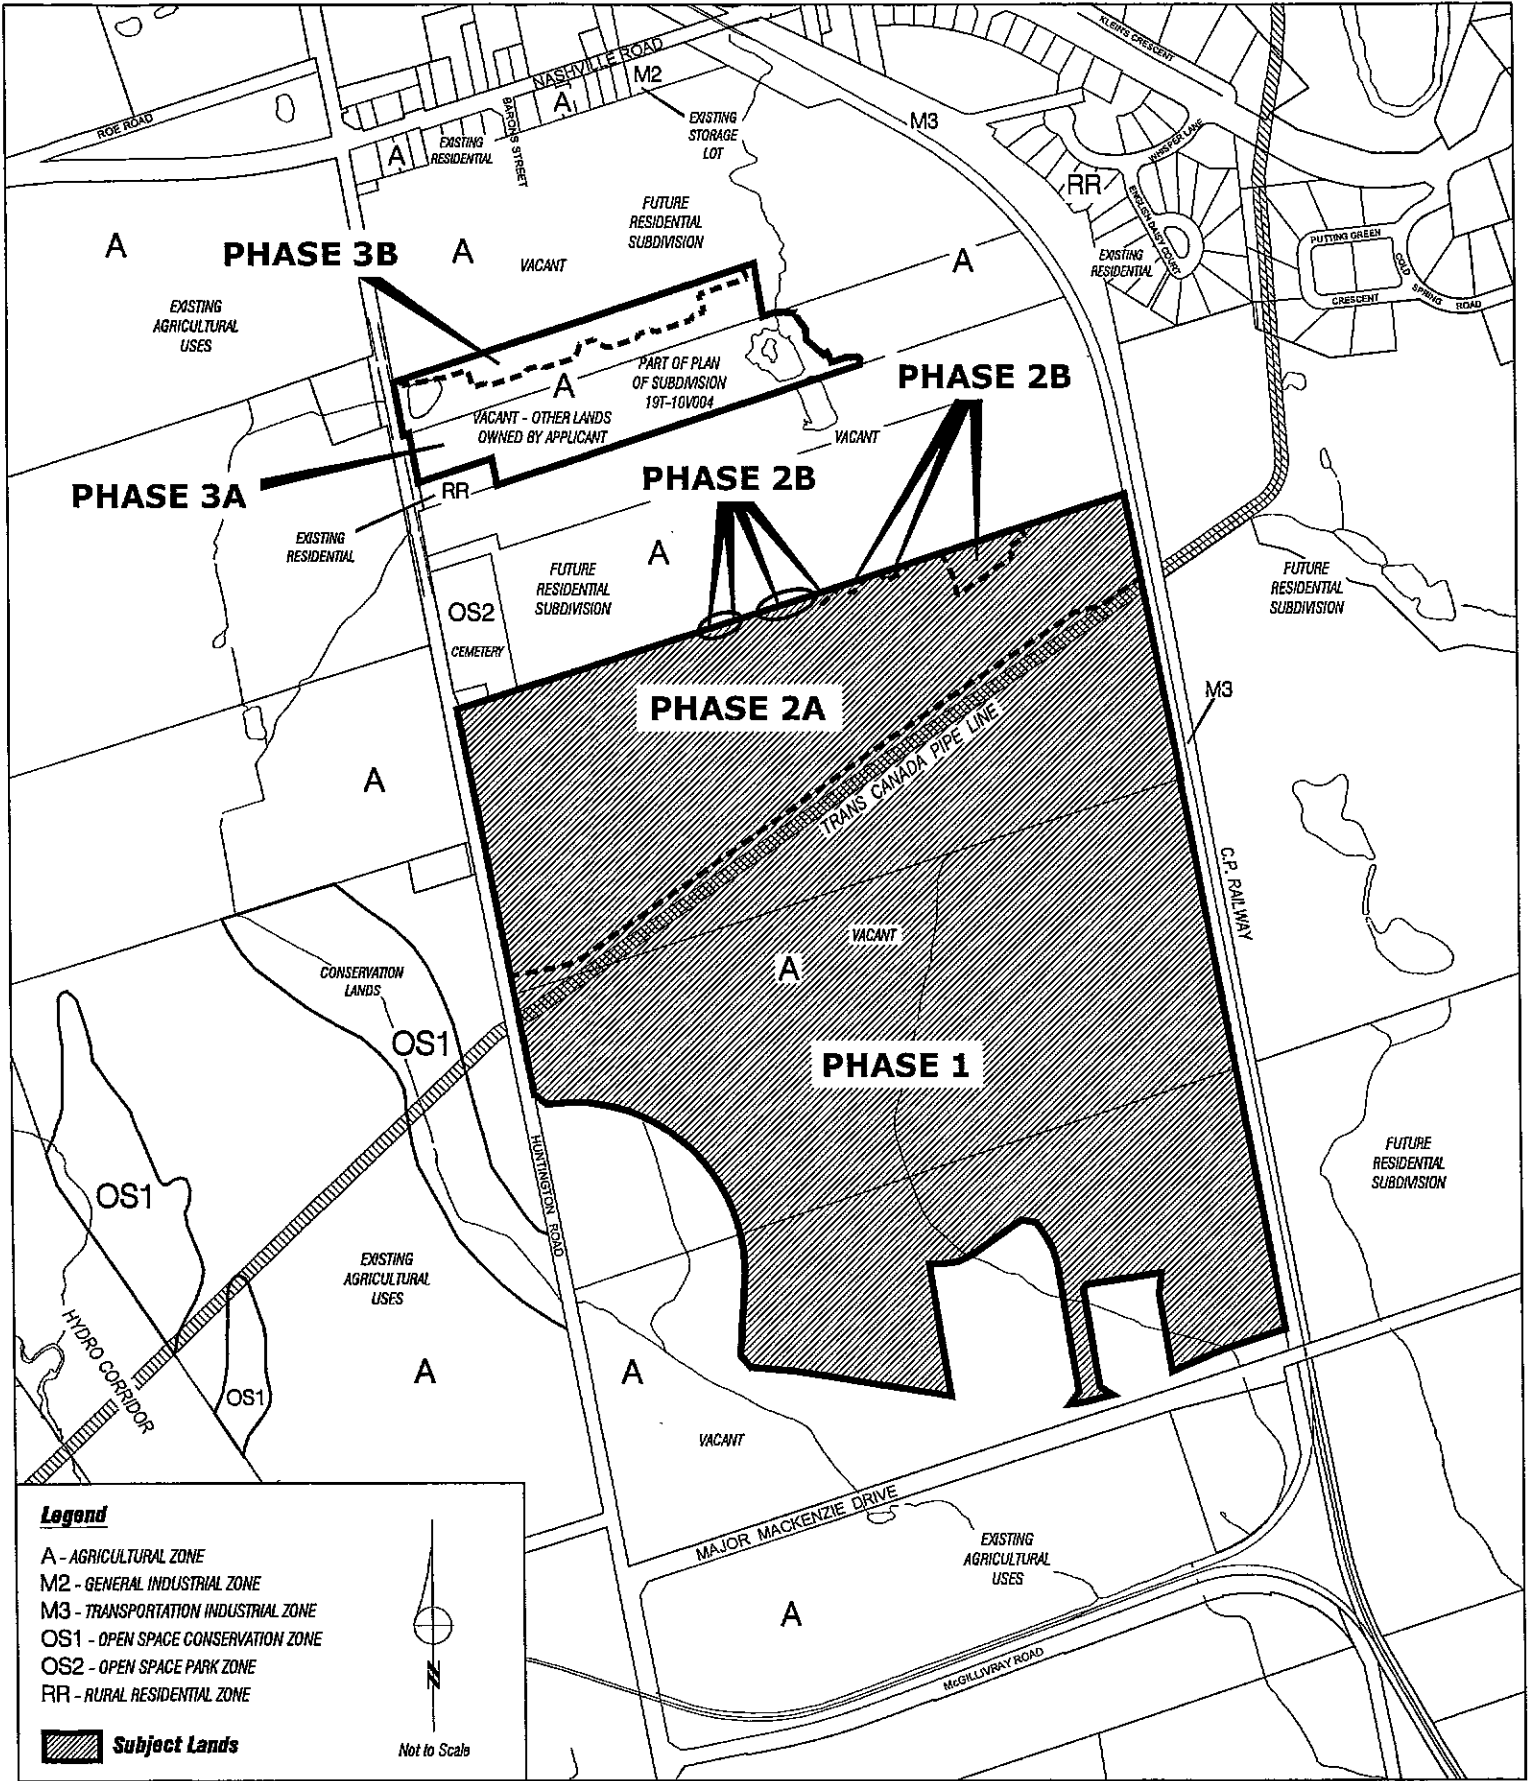 KLEIN'S CRESCENT
NASHVILLE ROAD
M2
A
ROE ROAD
BARONS STREET
EXISTING
STORAGE
LOT
M3
EXISTING
RESIDENTIAL
A
WHISPER LANE
RR
ENGLISH DAISY COURT
FUTURE
RESIDENTIAL
SUBDIVISION
PUTTING GREEN
CRESCENT
COLD SPRING ROAD
A
PHASE 3B
A
VACANT
A
EXISTING
RESIDENTIAL
EXISTING
AGRICULTURAL
USES
PART OF PLAN
OF SUBDIVISION
19T-10V004
A
VACANT - OTHER LANDS
OWNED BY APPLICANT
PHASE 2B
VACANT
PHASE 3A
RR
PHASE 2B
EXISTING
RESIDENTIAL
A
FUTURE
RESIDENTIAL
SUBDIVISION
FUTURE
RESIDENTIAL
SUBDIVISION
OS2
CEMETERY
PHASE 2A
M3
TRANS CANADA PIPE LINE
A
C.P. RAILWAY
VACANT
A
CONSERVATION
LANDS
OS1
PHASE 1
HUNTINGTON ROAD
FUTURE
RESIDENTIAL
SUBDIVISION
OS1
EXISTING
AGRICULTURAL
USES
HYDRO CORRIDOR
A
A
OS1
VACANT
MAJOR MACKENZIE DRIVE
EXISTING
AGRICULTURAL
USES
A
McGILLIVRAY ROAD
Legend
A - AGRICULTURAL ZONE
M2 - GENERAL INDUSTRIAL ZONE
M3 - TRANSPORTATION INDUSTRIAL ZONE
OS1 - OPEN SPACE CONSERVATION ZONE
OS2 - OPEN SPACE PARK ZONE
RR - RURAL RESIDENTIAL ZONE
Subject Lands
N
Not to Scale